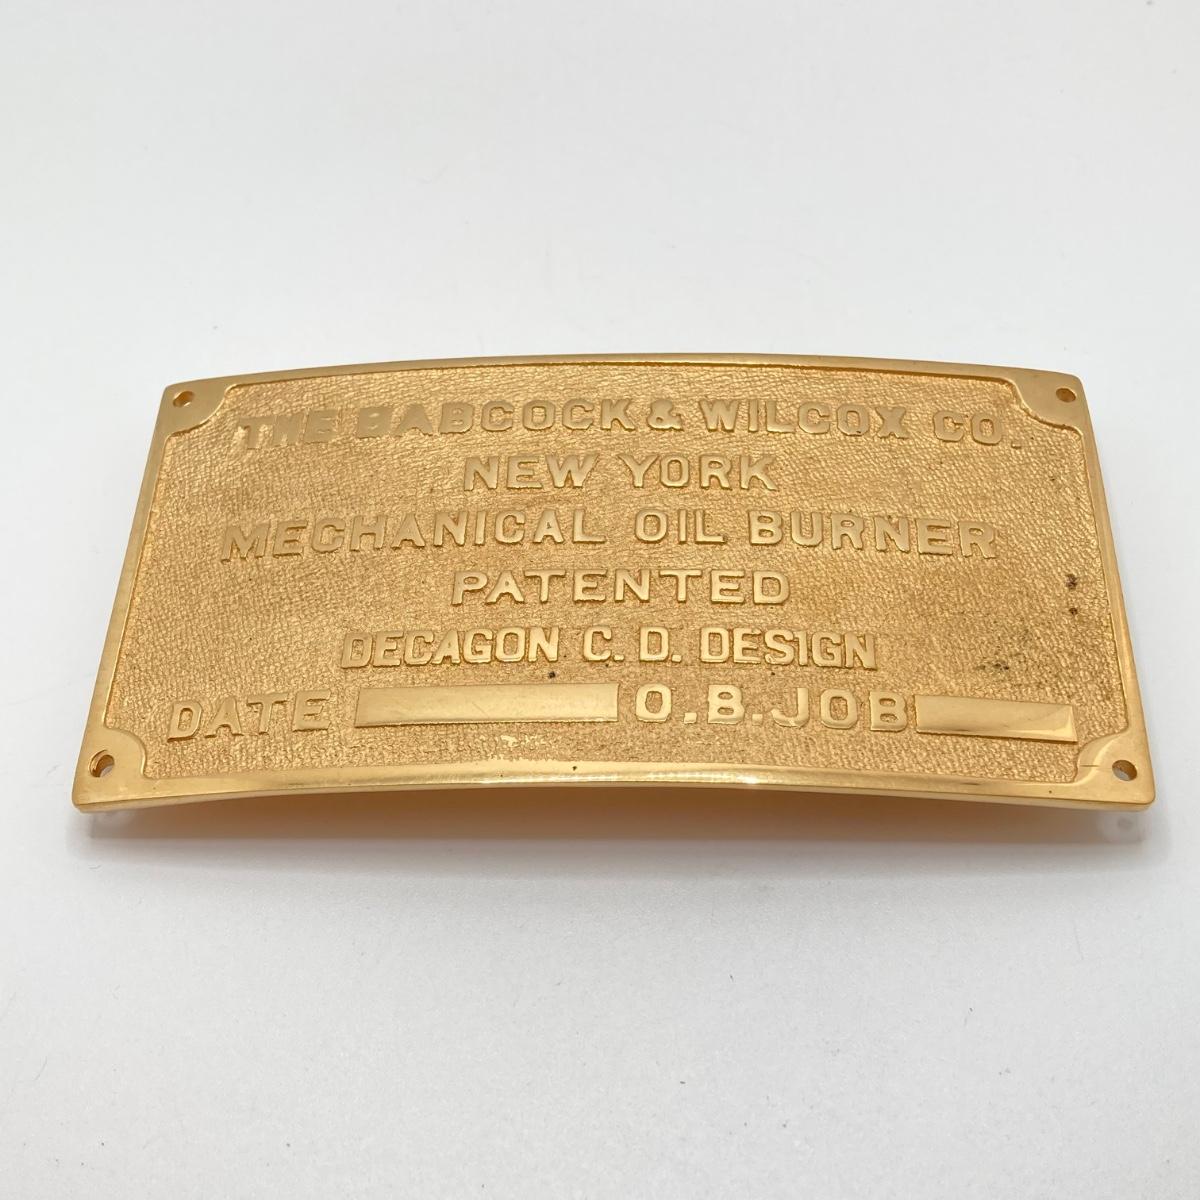 THE BABCOCK & WILCOX CO.
NEW YORK
MECHANICAL OIL BURNER
PATENTED
DECAGON C. D. DESIGN
DATE O.B. JOB